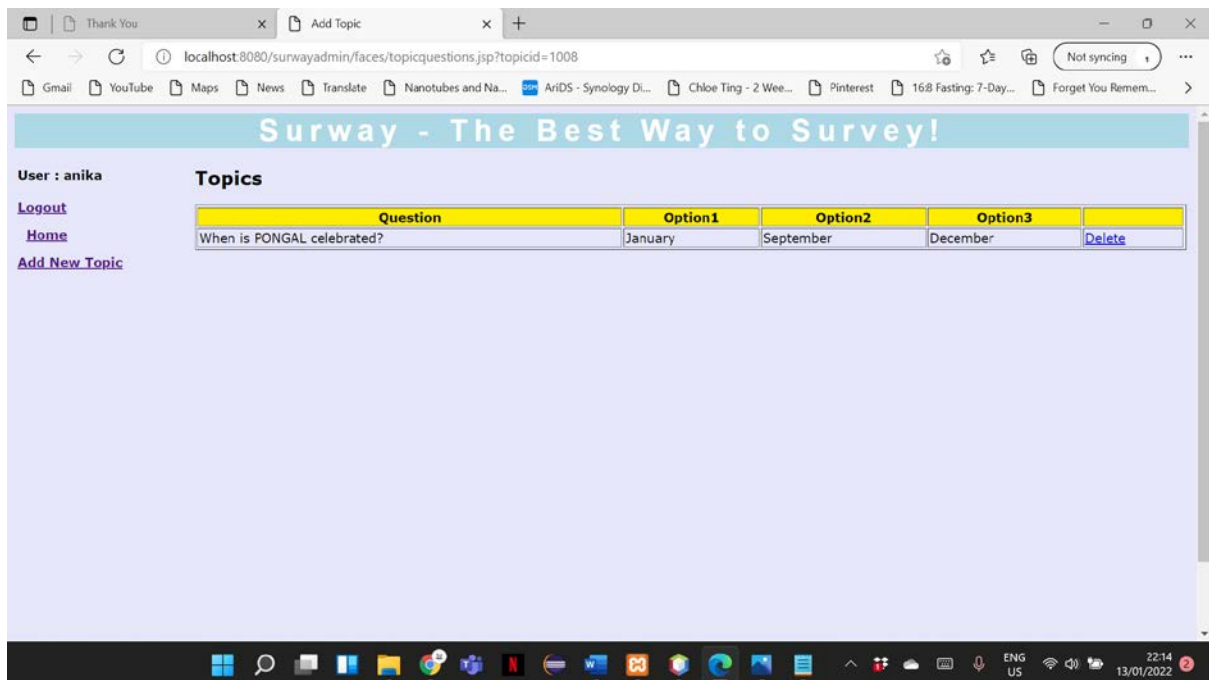 Thank You
Add Topic
localhost:8080/surwayadmin/faces/topicquestions.jsp?topicid=1008
Not syncing
Gmail YouTube Maps News Translate Nanotubes and Na... DSM AriDS - Synology Di... Chloe Ting - 2 Wee... Pinterest 16:8 Fasting: 7-Day... Forget You Remem...
Surway - The Best Way to Survey!
User : anika
Logout
Home
Add New Topic
Topics
Question Option1 Option2 Option3
When is PONGAL celebrated? January September December Delete
ENG
US
22:14
13/01/2022
2